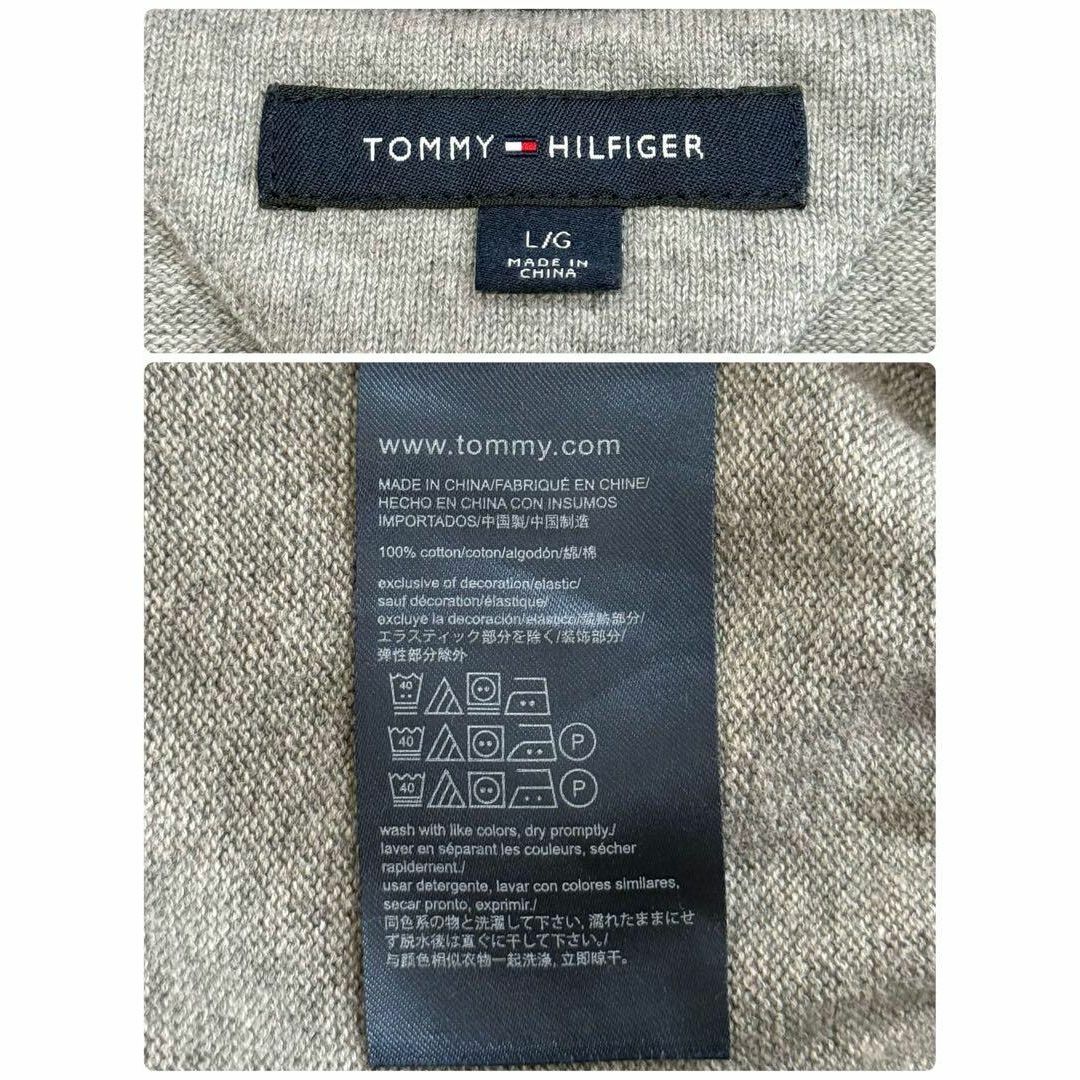 TOMMY HILFIGER
L/G
MADE IN
CHINA
www.tommy.com
MADE IN CHINA/FABRIQUÉ EN CHINE/
HECHO EN CHINA CON INSUMOS
IMPORTADOS/中国製/中国制造
100% cotton/coton/algodón/綿/棉
exclusive of decoration/elastic/
sauf décoration/élastique/
excluye la decoración/elástico/装飾部分/
エラスティック部分を除く/装饰部分/
弹性部分除外
40
40 P
40 P
wash with like colors, dry promptly./
laver en séparant les couleurs, sécher
rapidement./
usar detergente, lavar con colores similares,
secar pronto, exprimir./
同色系の物と洗濯して下さい, 濡れたままにせ
ず脱水後は直ぐに干して下さい。/
与颜色相似衣物一起洗涤, 立即晾干。